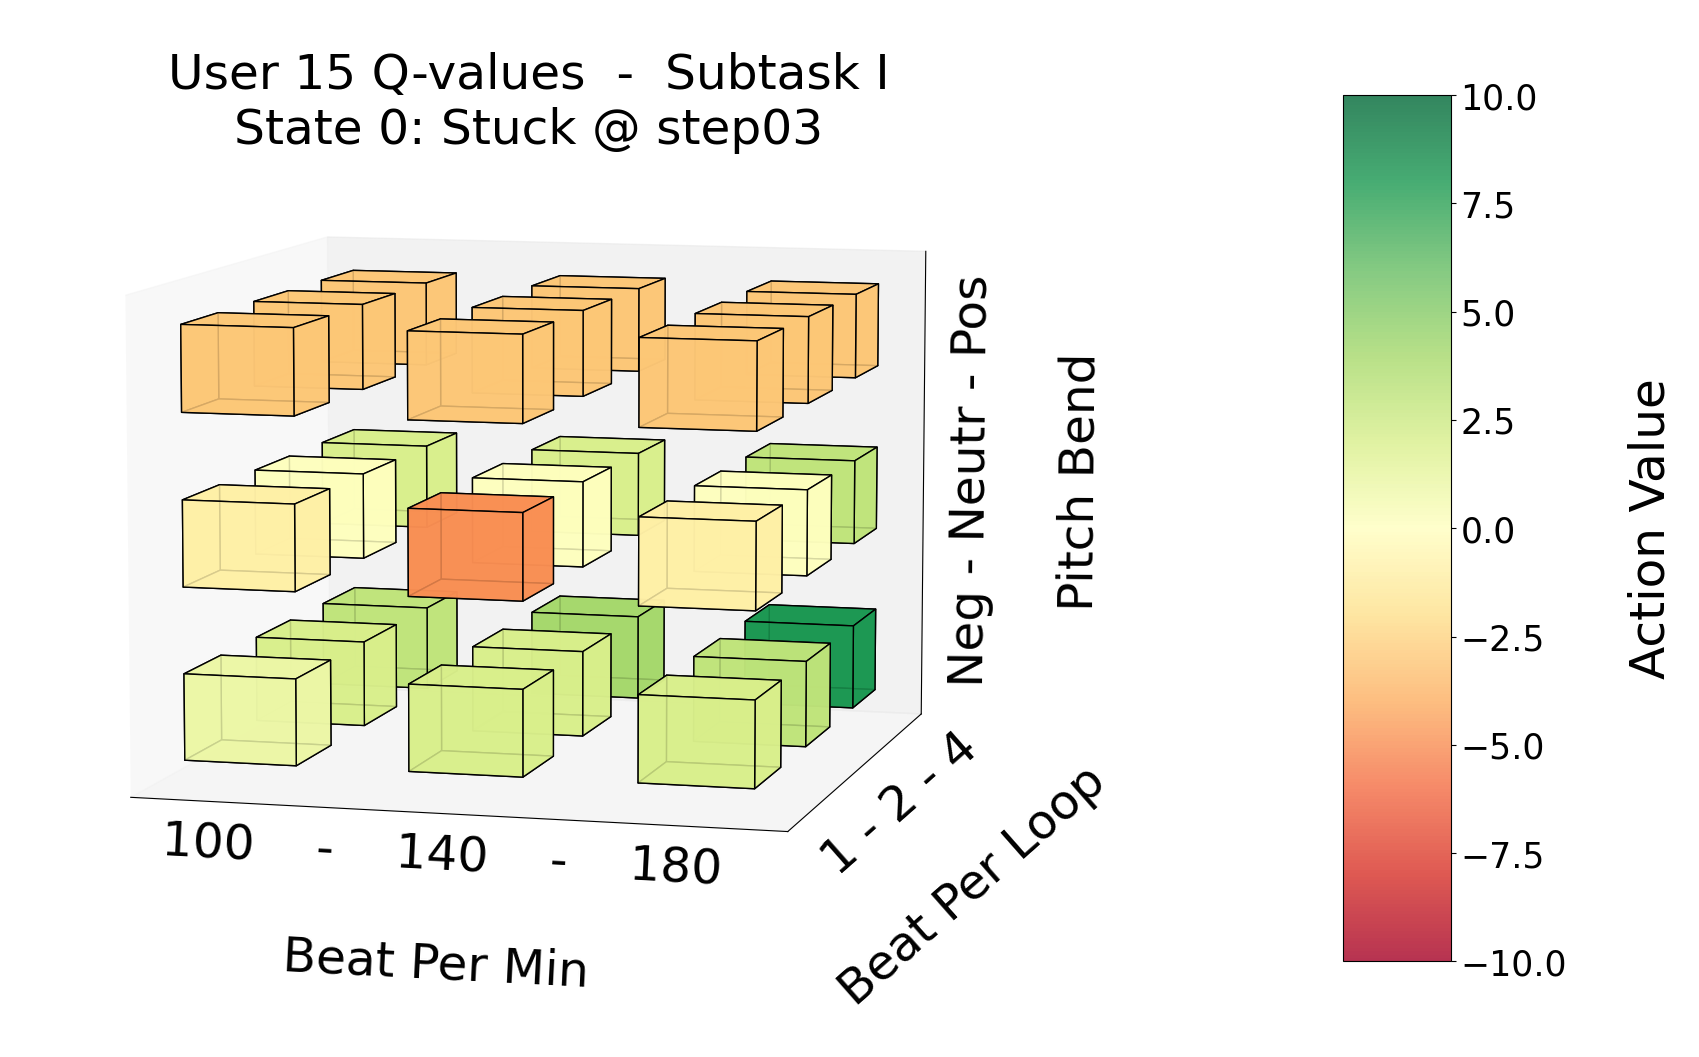 User 15 Q-values  -  Subtask I
State 0: Stuck @ step03
100 - 140 - 180
Beat Per Min
1 - 2 - 4
Beat Per Loop
Neg - Neutr - Pos
Pitch Bend
10.0
7.5
5.0
2.5
0.0
−2.5
−5.0
−7.5
−10.0
Action Value